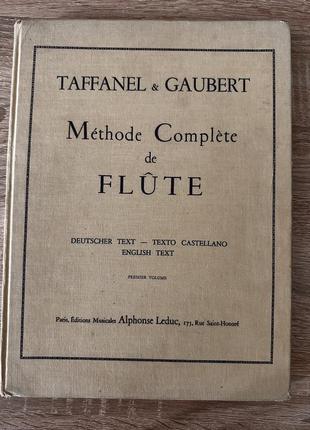 TAFFANEL & GAUBERT
Méthode Complète
de
FLÛTE
DEUTSCHER TEXT — TEXTO CASTELLANO
ENGLISH TEXT
PREMIER VOLUME
Paris, Éditions Musicales Alphonse Leduc, 175, Rue Saint-Honoré